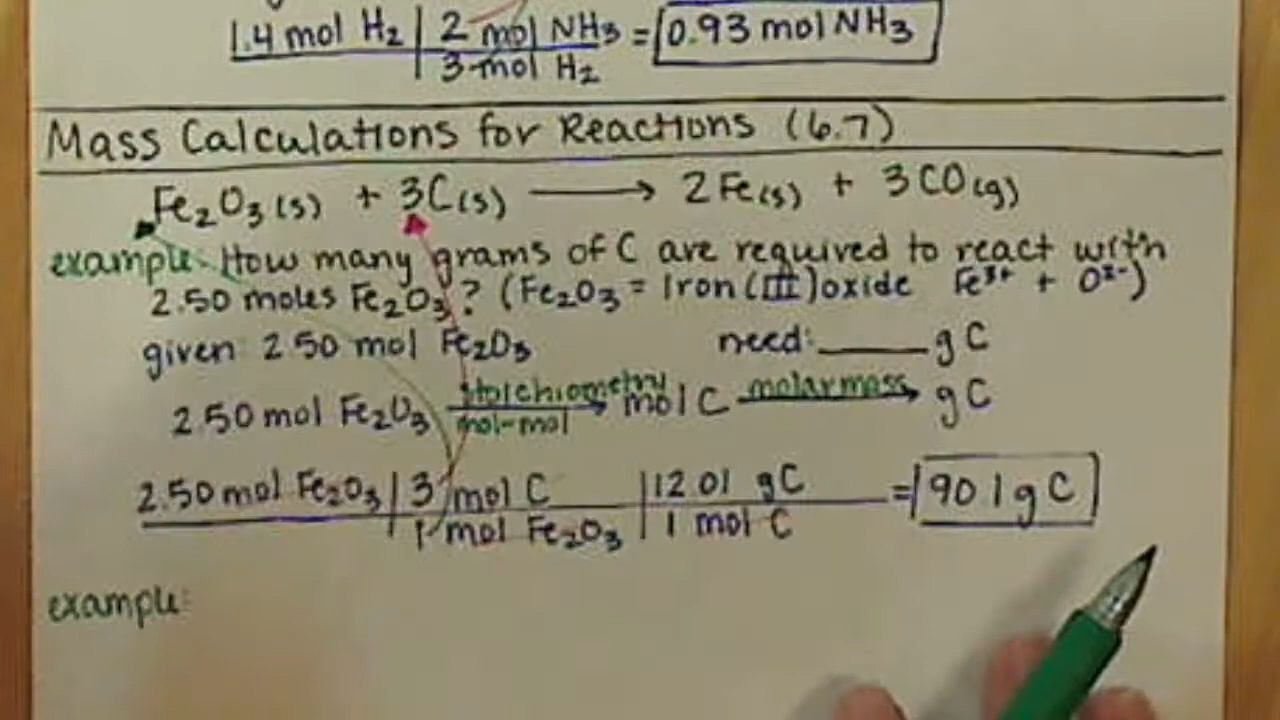 1.4 mol H₂ | 2 mol NH₃ = 0.93 mol NH₃
3 mol H₂
Mass Calculations for Reactions (6.7)
Fe₂O₃(s) + 3C(s) ⟶ 2Fe(s) + 3CO(g)
example: How many grams of C are required to react with
2.50 moles Fe₂O₃? (Fe₂O₃ = Iron(III)oxide Fe³⁺ + O²⁻)
given: 2.50 mol Fe₂O₃ need: ____ g C
stoichiometry molar mass
2.50 mol Fe₂O₃ → mol C → g C
mol-mol
2.50 mol Fe₂O₃ | 3 mol C | 12.01 g C = 90.1 g C
1 mol Fe₂O₃ | 1 mol C
example: